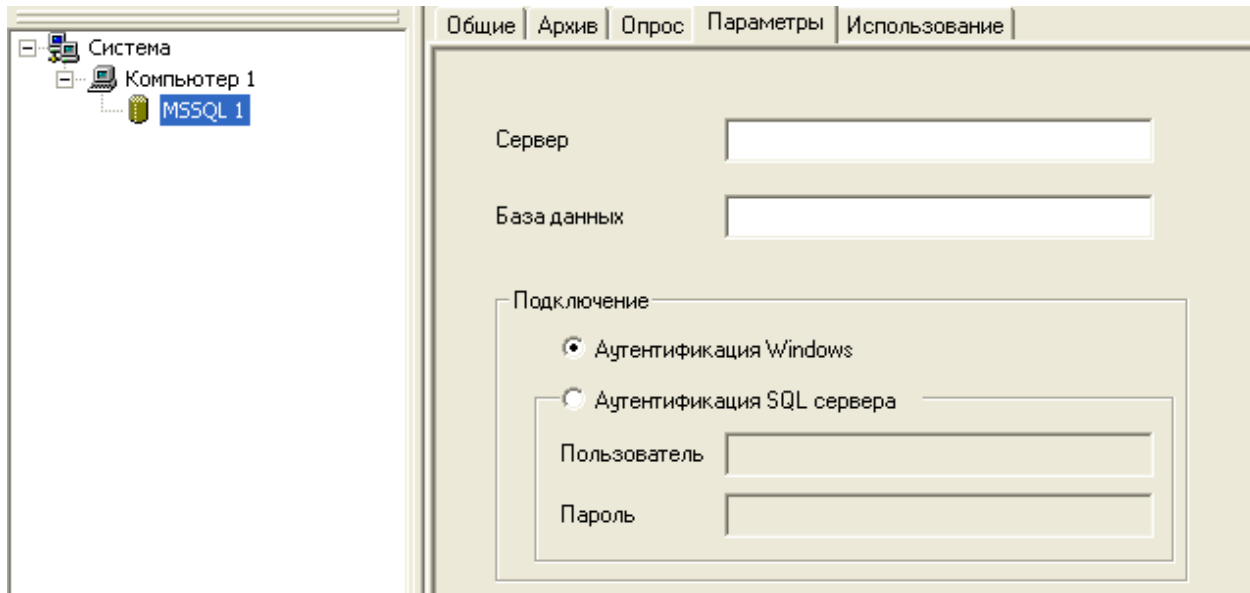 Система
Компьютер 1
MSSQL 1
Общие Архив Опрос Параметры Использование
Сервер
База данных
Подключение
Аутентификация Windows
Аутентификация SQL сервера
Пользователь
Пароль